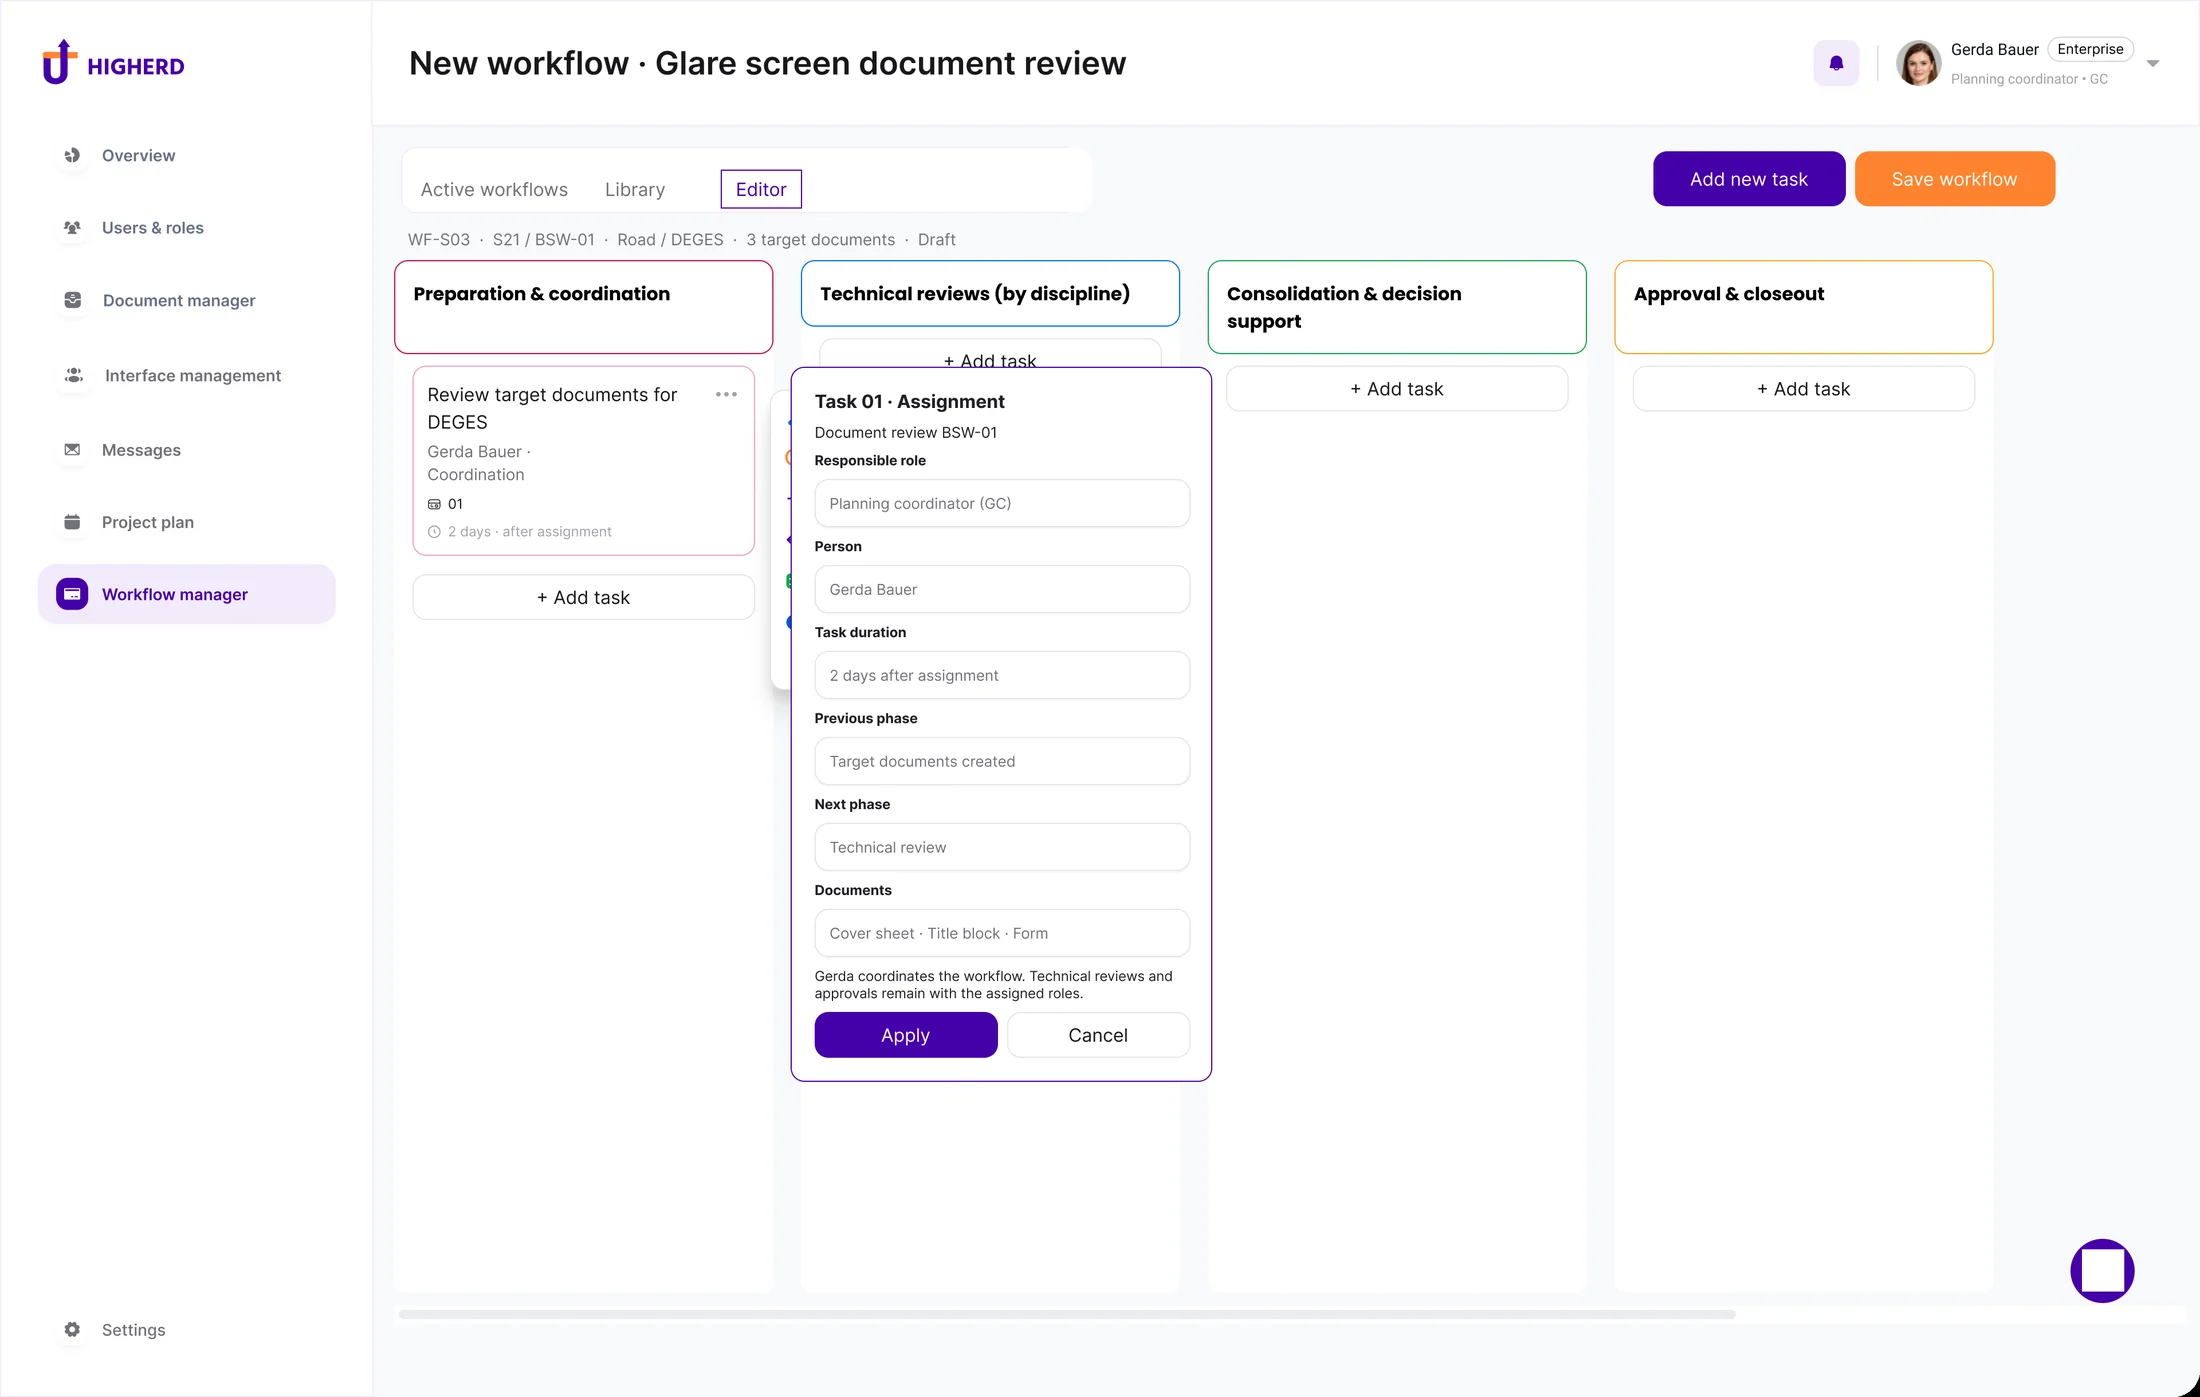 HIGHERD
New workflow · Glare screen document review
Gerda Bauer
Enterprise
Planning coordinator • GC
Overview
Users & roles
Document manager
Interface management
Messages
Project plan
Workflow manager
Settings
Active workflows
Library
Editor
Add new task
Save workflow
WF-S03 · S21 / BSW-01 · Road / DEGES · 3 target documents · Draft
Preparation & coordination
Review target documents for
DEGES
Gerda Bauer ·
Coordination
01
2 days · after assignment
+ Add task
Technical reviews (by discipline)
+ Add task
Task 01 · Assignment
Document review BSW-01
Responsible role
Planning coordinator (GC)
Person
Gerda Bauer
Task duration
2 days after assignment
Previous phase
Target documents created
Next phase
Technical review
Documents
Cover sheet · Title block · Form
Gerda coordinates the workflow. Technical reviews and
approvals remain with the assigned roles.
Apply
Cancel
Consolidation & decision
support
+ Add task
Approval & closeout
+ Add task